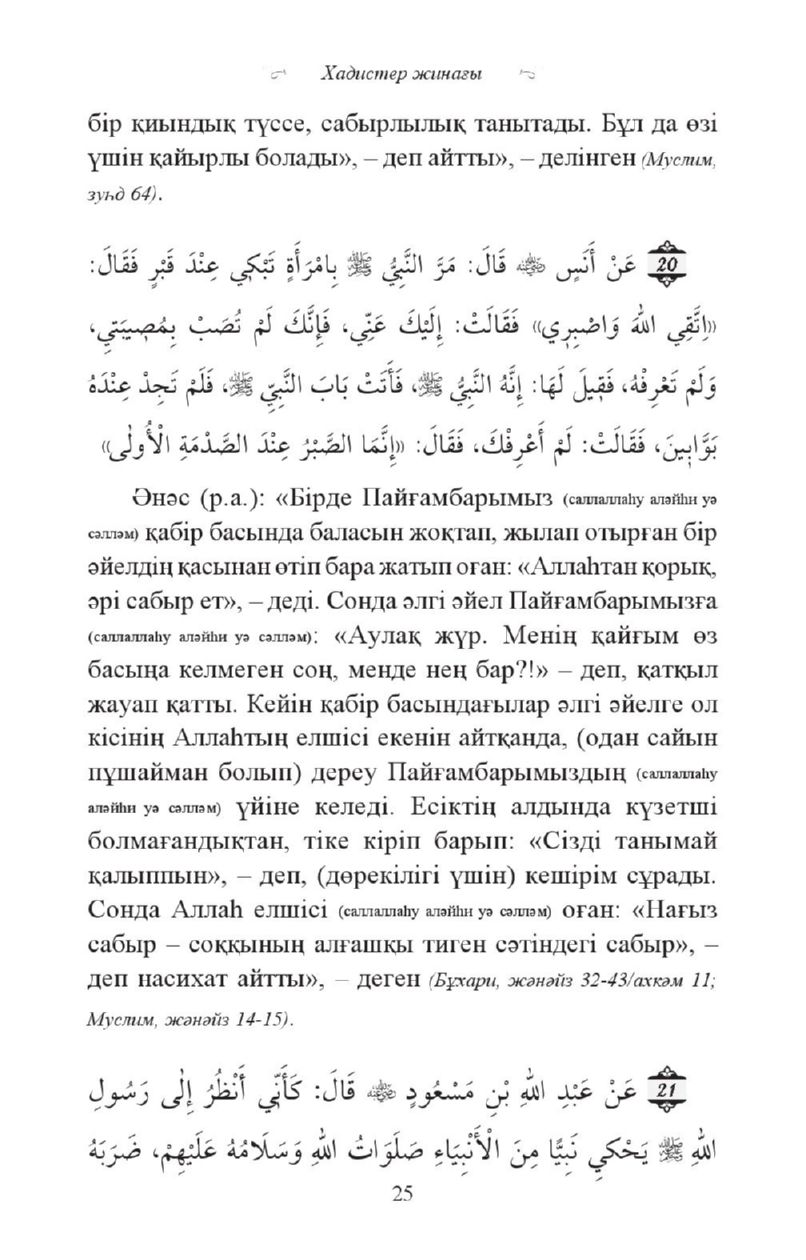 Хадистер жинағы
бір қиындық түссе, сабырлылық танытады. Бұл да өзі
үшін қайырлы болады», – деп айтты», – делінген (Муслим,
зуһд 64).
20 عَنْ أَنَسٍ ﷺ قَالَ: مَرَّ النَّبِيُّ ﷺ بِامْرَأَةٍ تَبْكِي عِنْدَ قَبْرٍ فَقَالَ:
«اِتَّقِي اللهَ وَاصْبِرِي» فَقَالَتْ: إِلَيْكَ عَنِّي، فَإِنَّكَ لَمْ تُصَبْ بِمُصِيبَتِي،
وَلَمْ تَعْرِفْهُ، فَقِيلَ لَهَا: إِنَّهُ النَّبِيُّ ﷺ، فَأَتَتْ بَابَ النَّبِيِّ ﷺ، فَلَمْ تَجِدْ عِنْدَهُ
بَوَّابِينَ، فَقَالَتْ: لَمْ أَعْرِفْكَ، فَقَالَ: «إِنَّمَا الصَّبْرُ عِنْدَ الصَّدْمَةِ الْأُولٰى»
Әнәс (р.а.): «Бірде Пайғамбарымыз (саллаллаһу аләйһи уә
сәлләм) қабір басында баласын жоқтап, жылап отырған бір
әйелдің қасынан өтіп бара жатып оған: «Аллаһтан қорық,
әрі сабыр ет», – деді. Сонда әлгі әйел Пайғамбарымызға
(саллаллаһу аләйһи уә сәлләм): «Аулақ жүр. Менің қайғым өз
басыңа келмеген соң, менде нең бар?!» – деп, қатқыл
жауап қатты. Кейін қабір басындағылар әлгі әйелге ол
кісінің Аллаһтың елшісі екенін айтқанда, (одан сайын
пұшайман болып) дереу Пайғамбарымыздың (саллаллаһу
аләйһи уә сәлләм) үйіне келеді. Есіктің алдында күзетші
болмағандықтан, тіке кіріп барып: «Сізді танымай
қалыппын», – деп, (дөрекілігі үшін) кешірім сұрады.
Сонда Аллаһ елшісі (саллаллаһу аләйһи уә сәлләм) оған: «Нағыз
сабыр – соққының алғашқы тиген сәтіндегі сабыр», –
деп насихат айтты», – деген (Бұхари, жәнәйз 32-43/ахкәм 11;
Муслим, жәнәйз 14-15).
21 عَنْ عَبْدِ اللهِ بْنِ مَسْعُودٍ ﷺ قَالَ: كَأَنِّي أَنْظُرُ إِلٰى رَسُولِ
اللهِ ﷺ يَحْكِي نَبِيًّا مِنَ الْأَنْبِيَاءِ صَلَوَاتُ اللهِ وَسَلَامُهُ عَلَيْهِمْ، ضَرَبَهُ
25